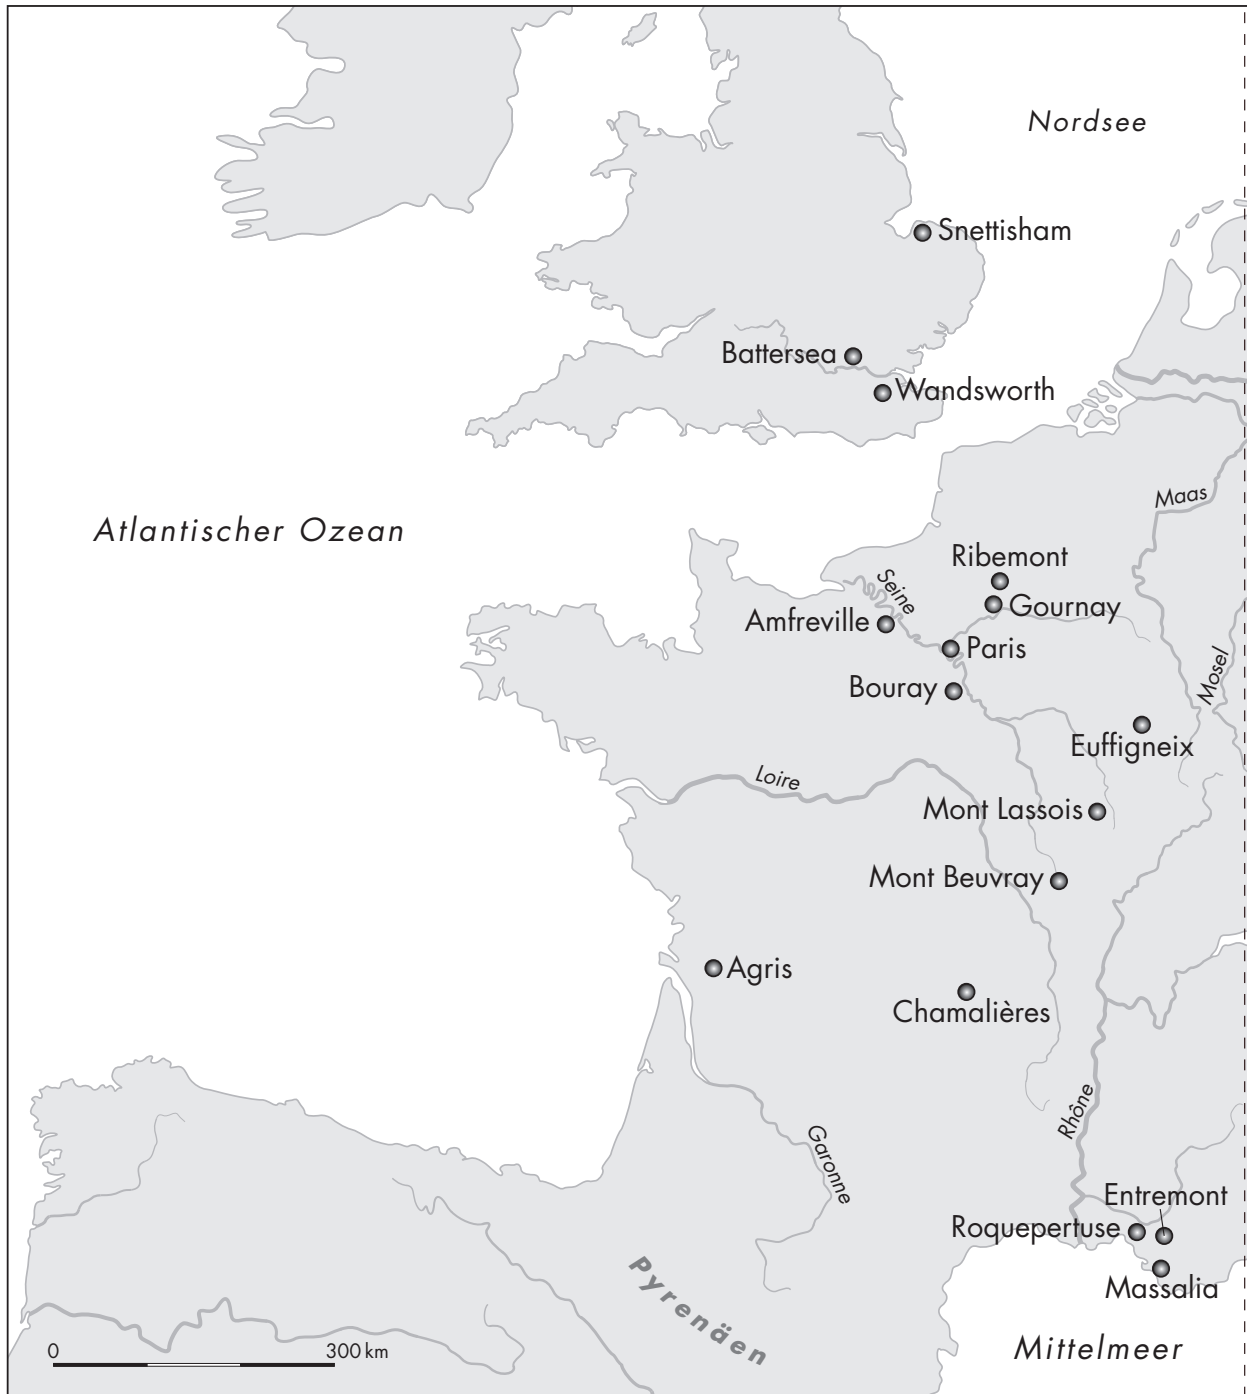 Nordsee
Snettisham
Battersea
Wandsworth
Maas
Atlantischer Ozean
Ribemont
Seine
Gournay
Amfreville
Paris
Mosel
Bouray
Euffigneix
Loire
Mont Lassois
Mont Beuvray
Agris
Chamalières
Rhône
Garonne
Entremont
Roquepertuse
Massalia
Pyrenäen
Mittelmeer
0 300 km